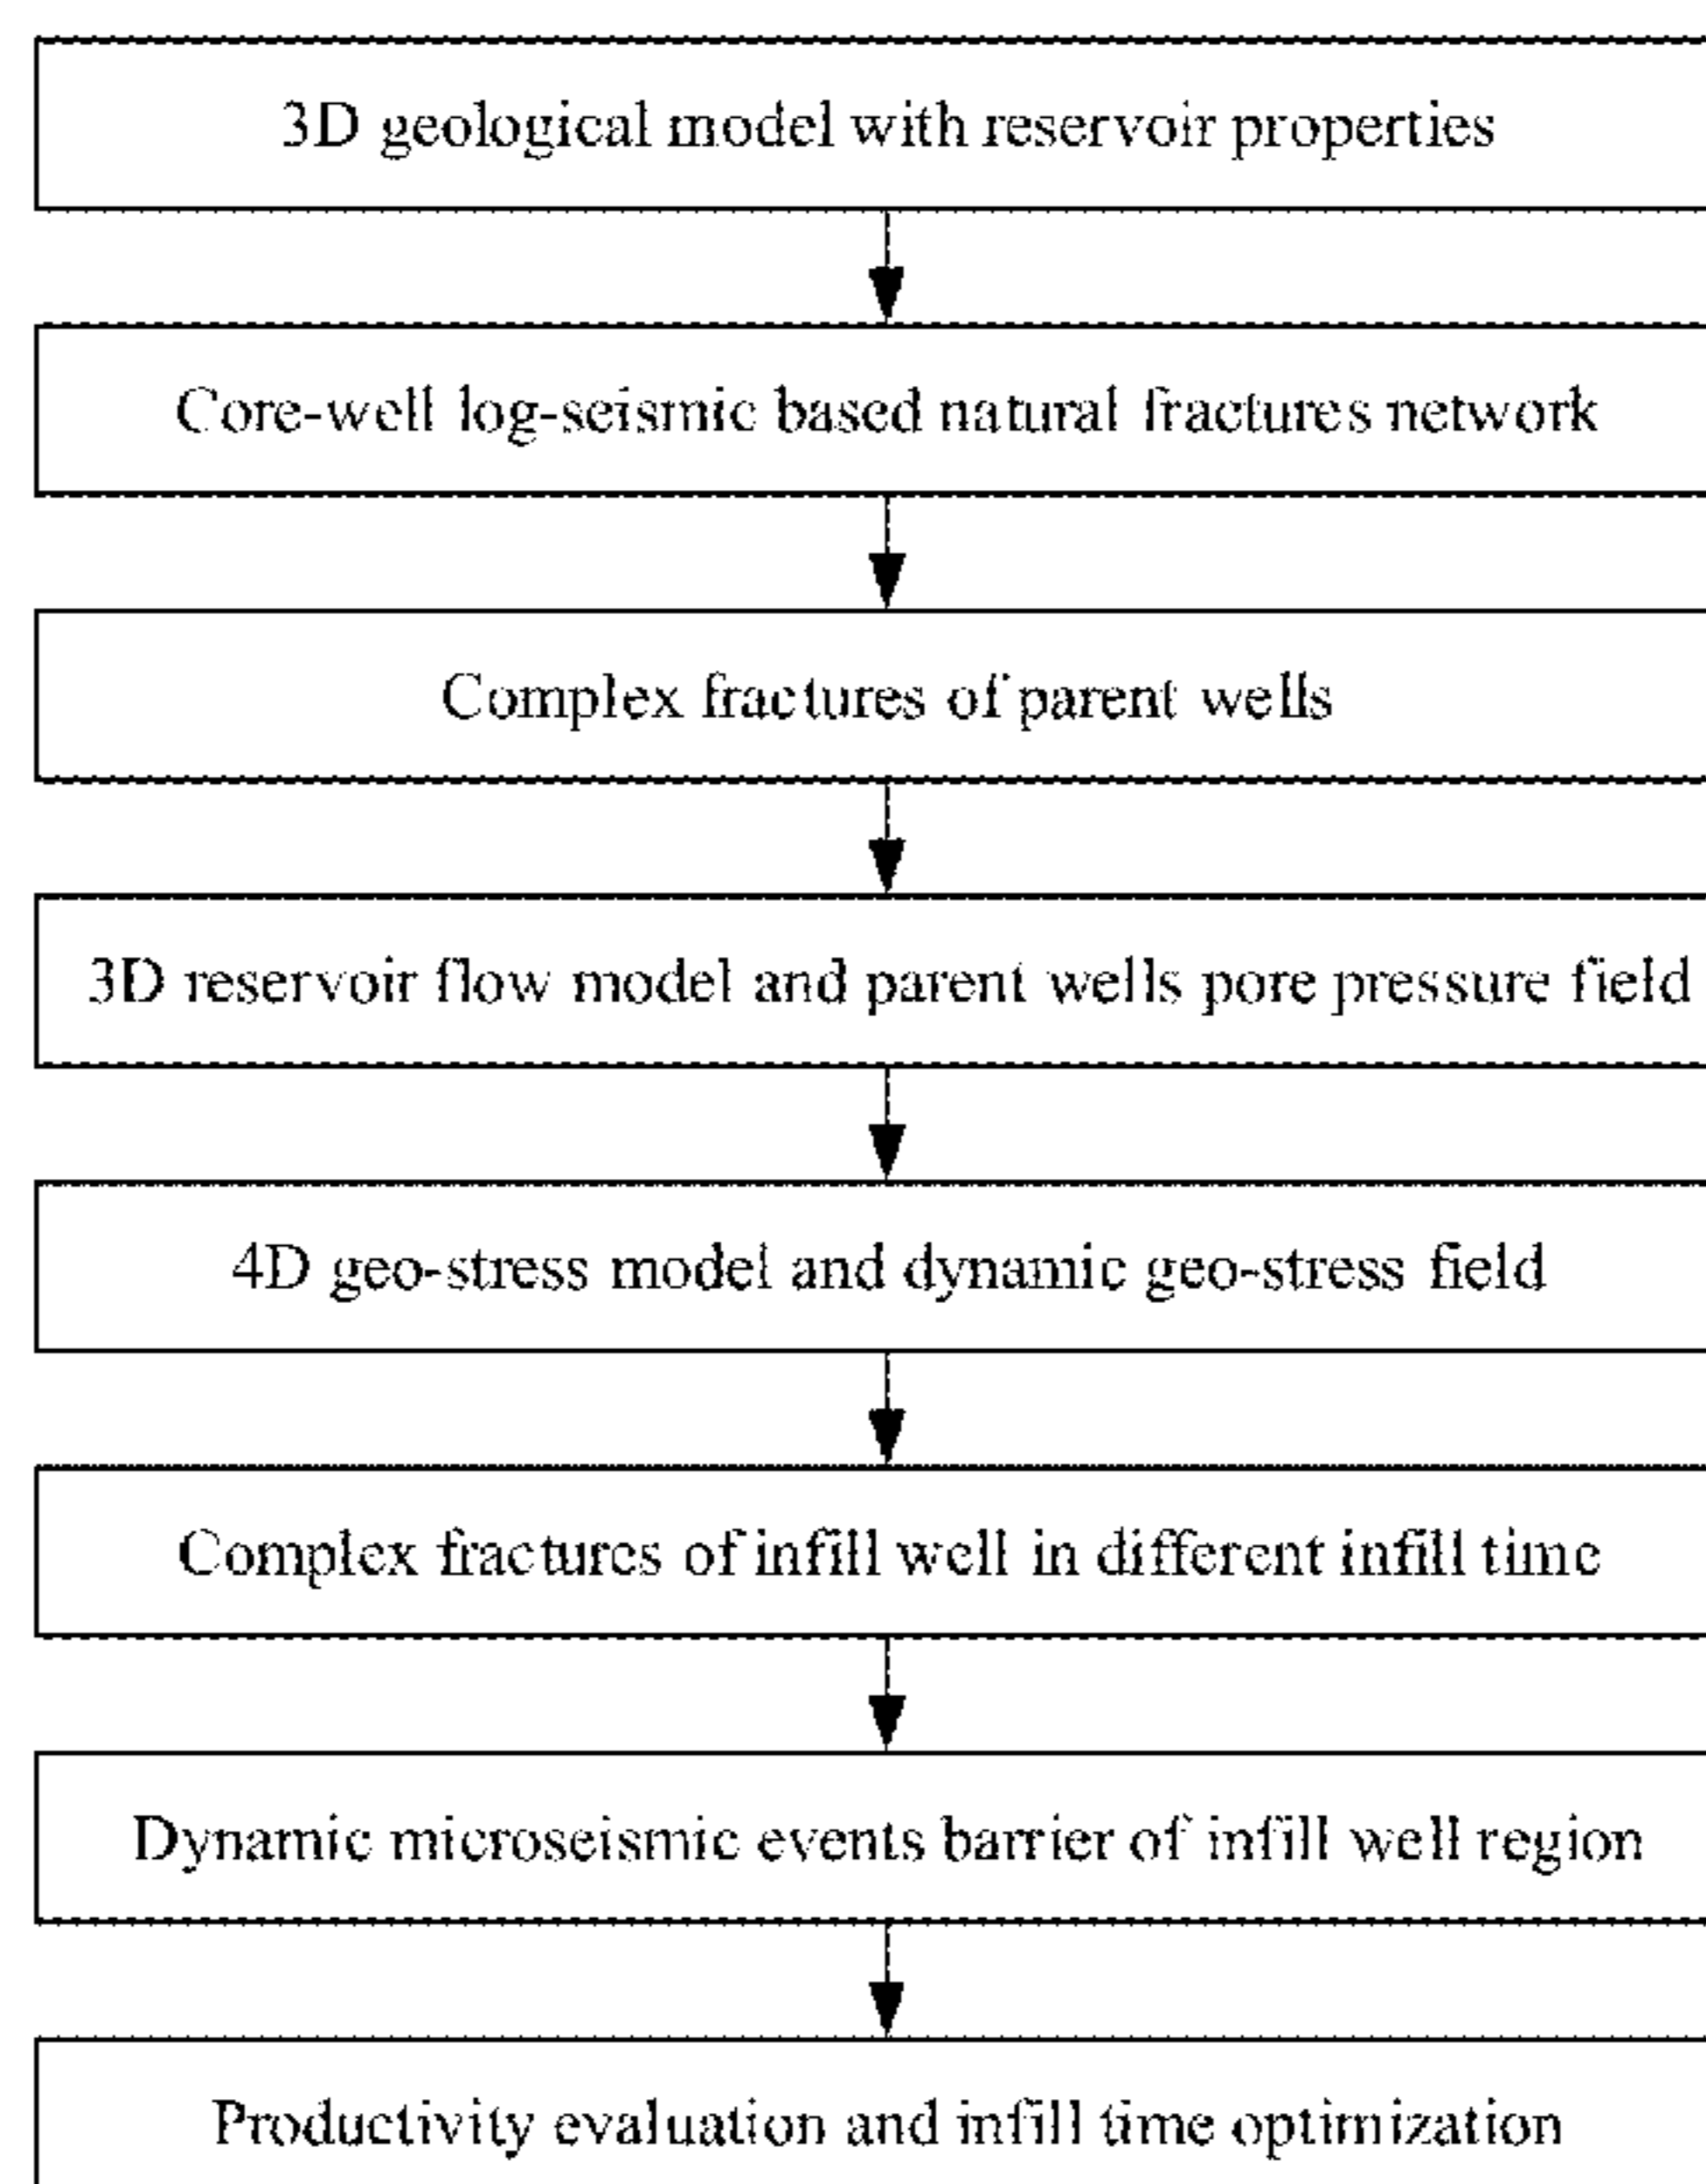 3D geological model with reservoir properties
Core-well log-seismic based natural fractures network
Complex fractures of parent wells
3D reservoir flow model and parent wells pore pressure field
4D geo-stress model and dynamic geo-stress field
Complex fractures of infill well in different infill time
Dynamic microseismic events barrier of infill well region
Productivity evaluation and infill time optimization